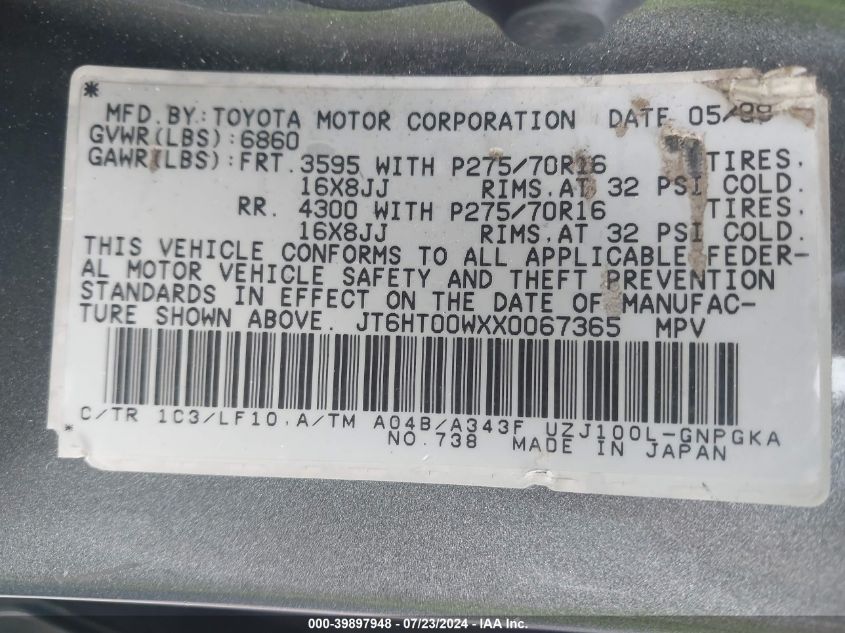 *
MFD.BY:TOYOTA MOTOR CORPORATION DATE 05/99
GVWR(LBS):6860
GAWR(LBS):FRT.3595 WITH P275/70R16 TIRES.
16X8JJ RIMS.AT 32 PSI COLD.
RR. 4300 WITH P275/70R16 TIRES,
16X8JJ RIMS,AT 32 PSI COLD.
THIS VEHICLE CONFORMS TO ALL APPLICABLE FEDER-
AL MOTOR VEHICLE SAFETY AND THEFT PREVENTION
STANDARDS IN EFFECT ON THE DATE OF MANUFAC-
TURE SHOWN ABOVE. JT6HT00WXX0067365 MPV
C/TR 1C3/LF10.A/TM A04B/A343F UZJ100L-GNPGKA
NO.738 MADE IN JAPAN
000-39897948 | 07/23/2024 - IAA Inc.